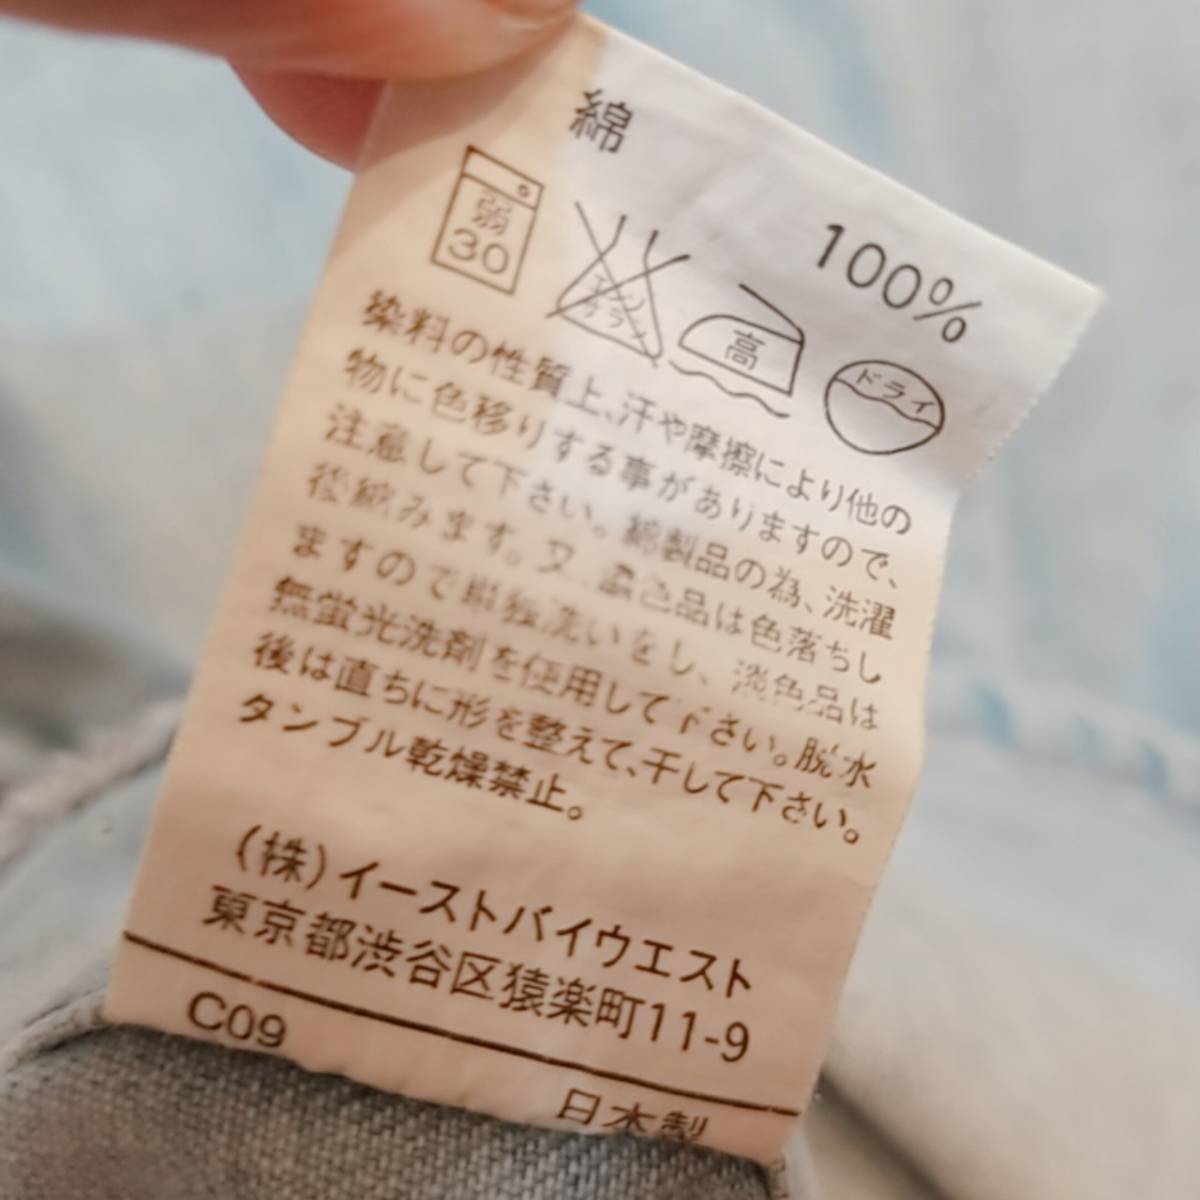 綿
100%
弱
30
エンソ
サラシ
高
ドライ
染料の性質上、汗や摩擦により他の
物に色移りする事がありますので、
注意して下さい。綿製品の為、洗濯
後縮みます。又、濃色品は色落ちし
ますので単独洗いをし、淡色品は
無蛍光洗剤を使用して下さい。脱水
後は直ちに形を整えて、干して下さい。
タンブル乾燥禁止。
(株)イーストバイウエスト
東京都渋谷区猿楽町11-9
C09
日本製